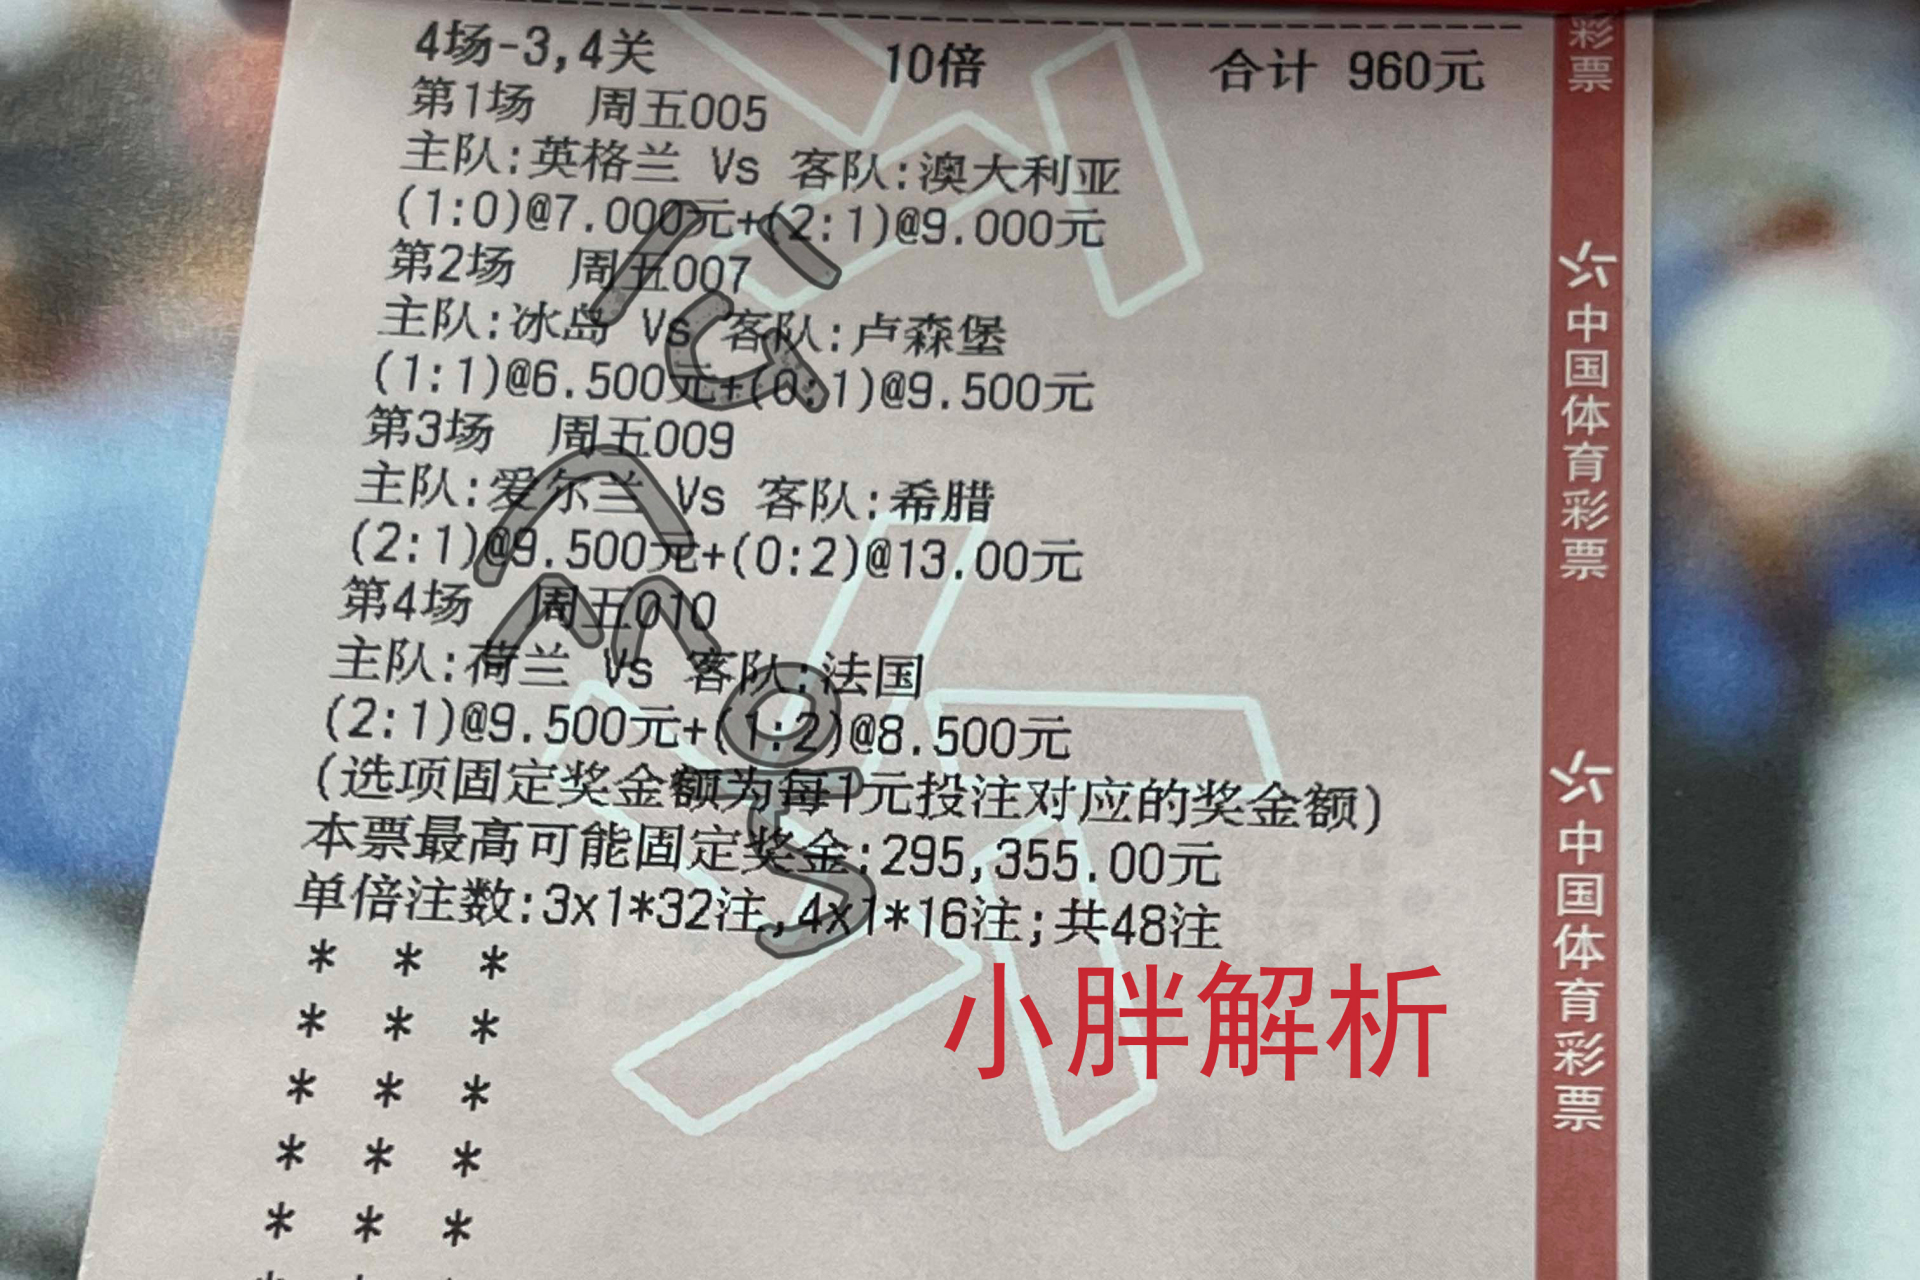 4场-3,4关 10倍 合计 960元
第1场 周五005
主队:英格兰 Vs 客队:澳大利亚
(1:0)@7.000元+(2:1)@9.000元
第2场 周五007
主队:冰岛 Vs 客队:卢森堡
(1:1)@6.500元+(0:1)@9.500元
第3场 周五009
主队:爱尔兰 Vs 客队:希腊
(2:1)@9.500元+(0:2)@13.00元
第4场 周五010
主队:荷兰 Vs 客队:法国
(2:1)@9.500元+(1:2)@8.500元
(选项固定奖金额为每1元投注对应的奖金额)
本票最高可能固定奖金:295,355.00元
单倍注数:3x1*32注,4x1*16注;共48注
* * *
* * *
* * *
* * *
* * *
小胖解析
彩票
中国体育彩票
中国体育彩票